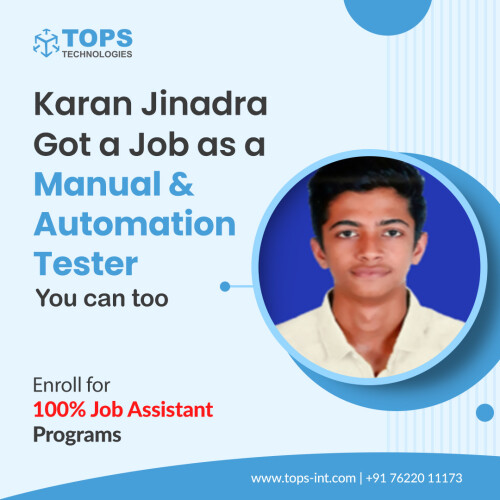 TOPS
TECHNOLOGIES
Karan Jinadra
Got a Job as a
Manual &
Automation
Tester
You can too
Enroll for
100% Job Assistant
Programs
www.tops-int.com | +91 76220 11173